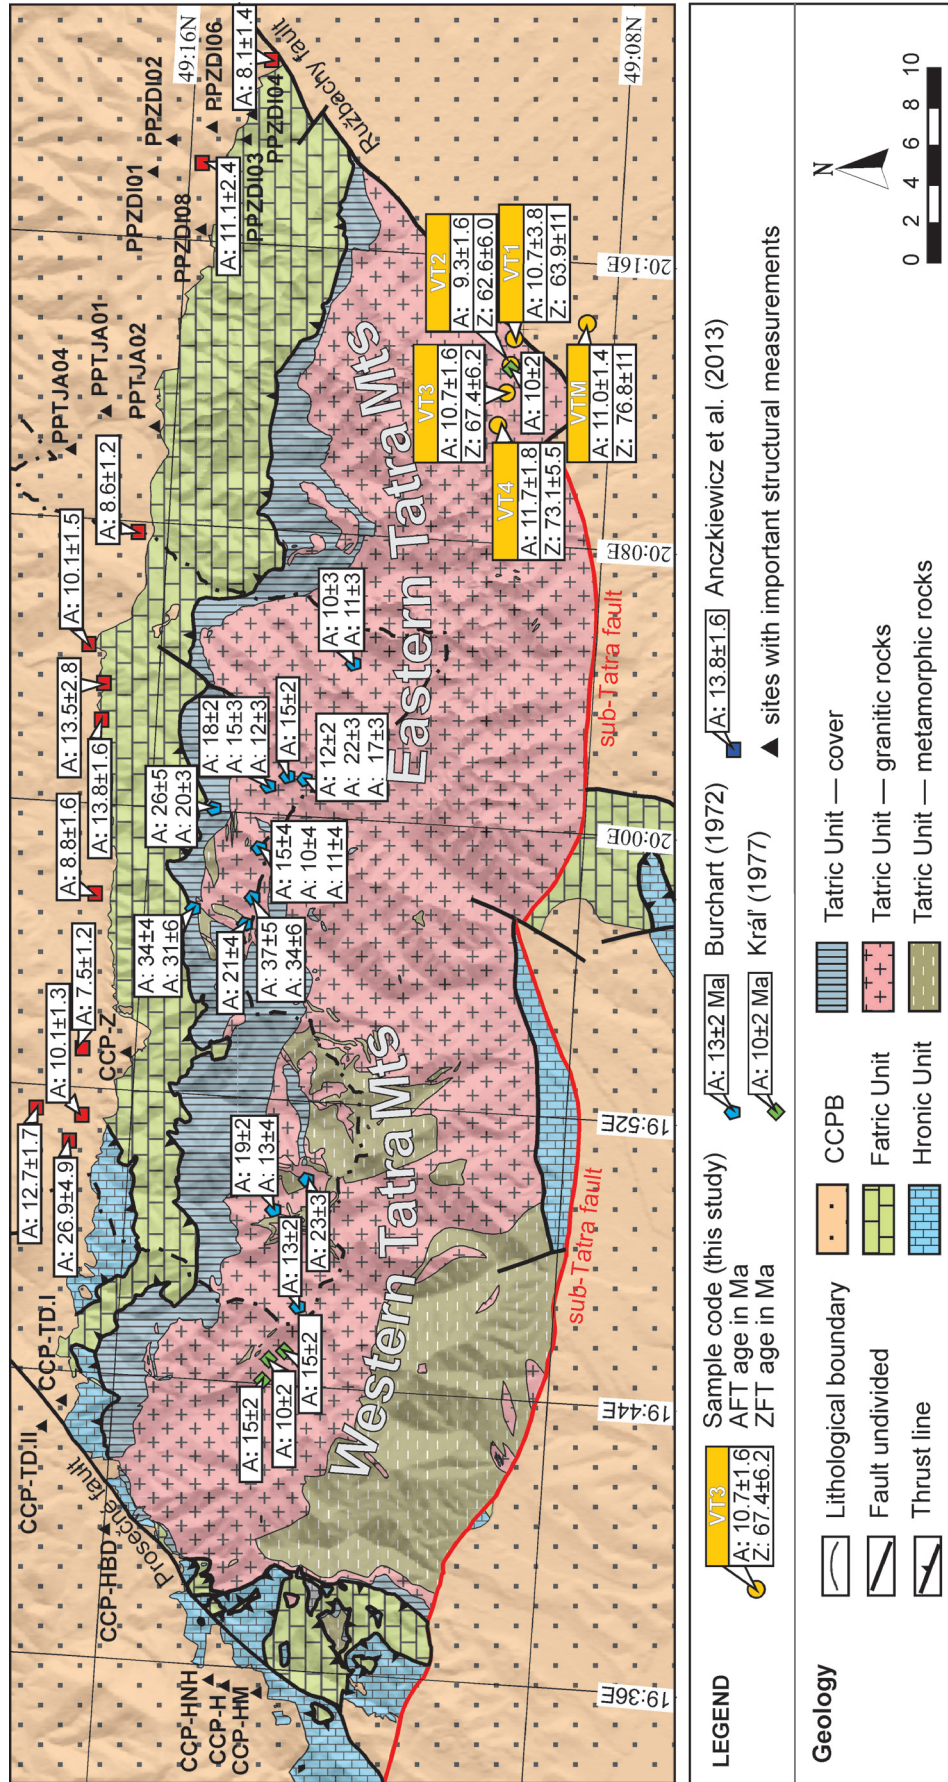 CCP-TD.II
CCP-TD.I
Prosečne fault
CCP-HBD
CCP-HNH
CCP-H
CCP-HM
A: 12.7±1.7
A: 26.9±4.9
A: 10.1±1.3
A: 7.5±1.2
CCP-Z
A: 8.8±1.6
A: 13.8±1.6
A: 13.5±2.8
A: 10.1±1.5
A: 8.6±1.2
PPTJA04
PPTJA01
PPTJA02
PPZDI01
PPZDI02
PPZDI08
PPZDI06
PPZDI03
PPZDI04
A: 11.1±2.4
A: 8.1±1.4
49:16N
49:08N
Ružbachy fault
A: 34±4
A: 31±6
A: 26±5
A: 20±3
A: 18±2
A: 15±3
A: 12±3
A: 15±2
A: 12±2
A: 22±3
A: 17±3
A: 10±3
A: 11±3
A: 21±4
A: 37±5
A: 34±6
A: 15±4
A: 10±4
A: 11±4
A: 19±2
A: 13±4
A: 13±2
A: 23±3
A: 15±2
A: 10±2
A: 15±2
Western Tatra Mts
Eastern Tatra Mts
VT3
A: 10.7±1.6
Z: 67.4±6.2
VT2
A: 9.3±1.6
Z: 62.6±6.0
VT1
A: 10.7±3.8
Z: 63.9±11
VT4
A: 11.7±1.8
Z: 73.1±5.5
A: 10±2
VTM
A: 11.0±1.4
Z: 76.8±11
sub-Tatra fault
sub-Tatra fault
19:36E
19:44E
19:52E
20:00E
20:08E
20:16E
LEGEND
VT3
A: 10.7±1.6
Z: 67.4±6.2
Sample code (this study)
AFT age in Ma
ZFT age in Ma
A: 13±2 Ma
Burchart (1972)
A: 10±2 Ma
Kráľ (1977)
A: 13.8±1.6
Anczkiewicz et al. (2013)
sites with important structural measurements
Geology
Lithological boundary
Fault undivided
Thrust line
CCPB
Fatric Unit
Hronic Unit
Tatric Unit — cover
Tatric Unit — granitic rocks
Tatric Unit — metamorphic rocks
N
0 2 4 6 8 10